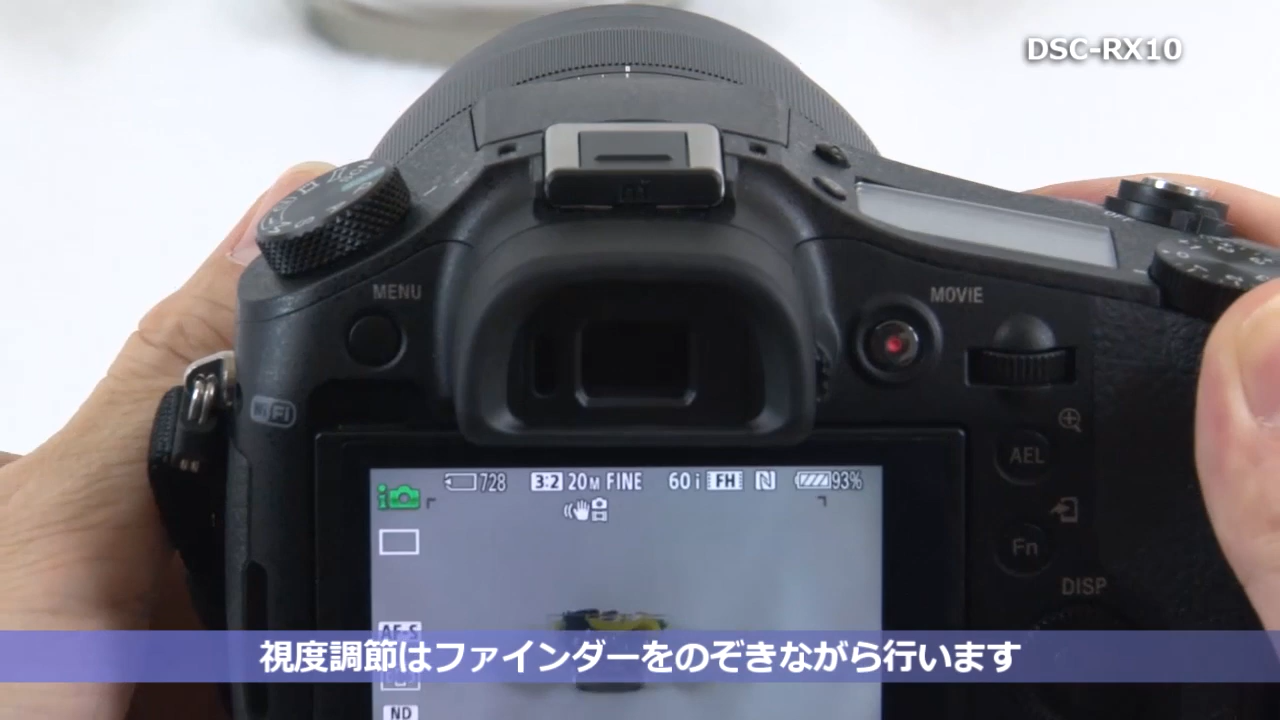 DSC-RX10
MENU
MOVIE
Wi Fi
728
3:2 20M FINE
60i FH
93%
AEL
Fn
DISP
AF-S
ND
視度調節はファインダーをのぞきながら行います